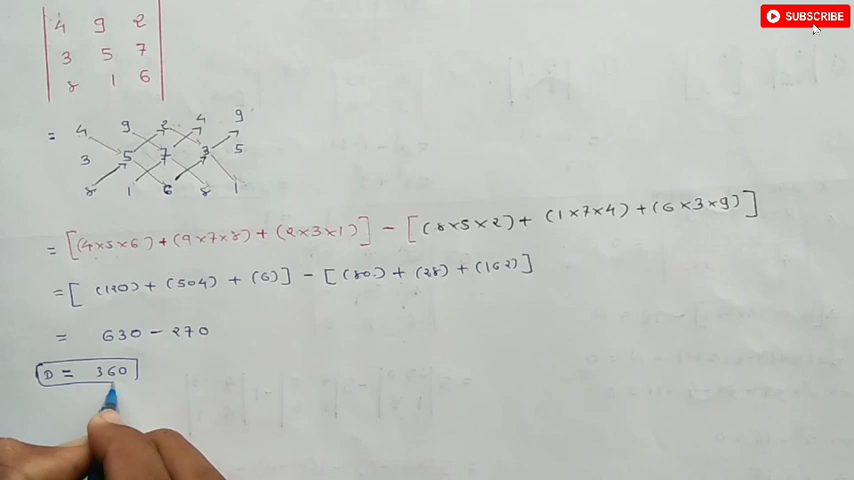 SUBSCRIBE
4 9 2
3 5 7
8 1 6
= 4 9 2 4 9
3 5 7 3 5
8 1 6 8 1
= [(4×5×6) + (9×7×8) + (2×3×1)] - [(8×5×2) + (1×7×4) + (6×3×9)]
= [(120) + (504) + (6)] - [(80) + (28) + (162)]
= 630 - 270
D = 360